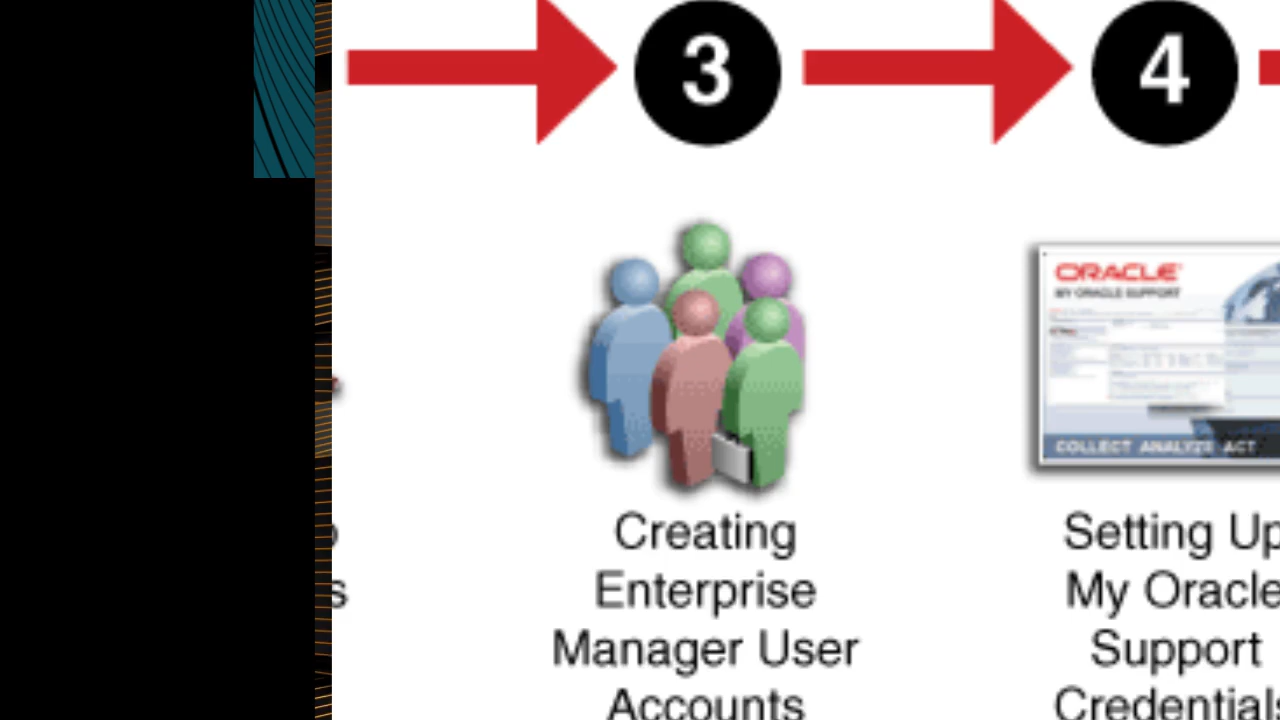 3
4
ORACLE
MY ORACLE SUPPORT
COLLECT ANALYZE ACT
s
Creating
Enterprise
Manager User
Accounts
Setting Up
My Oracle
Support
Credentials